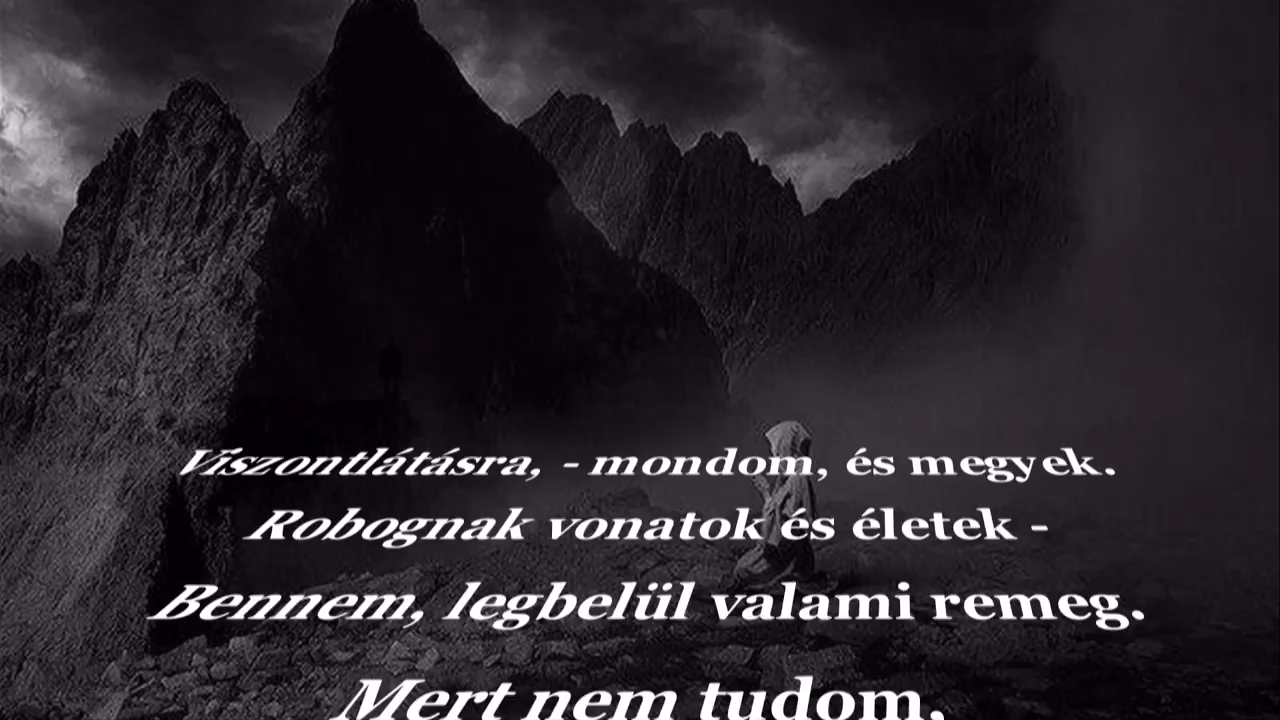 Viszontlátásra, - mondom, és megyek.
Robognak vonatok és életek -
Bennem, legbelül valami remeg.
Mert nem tudom,